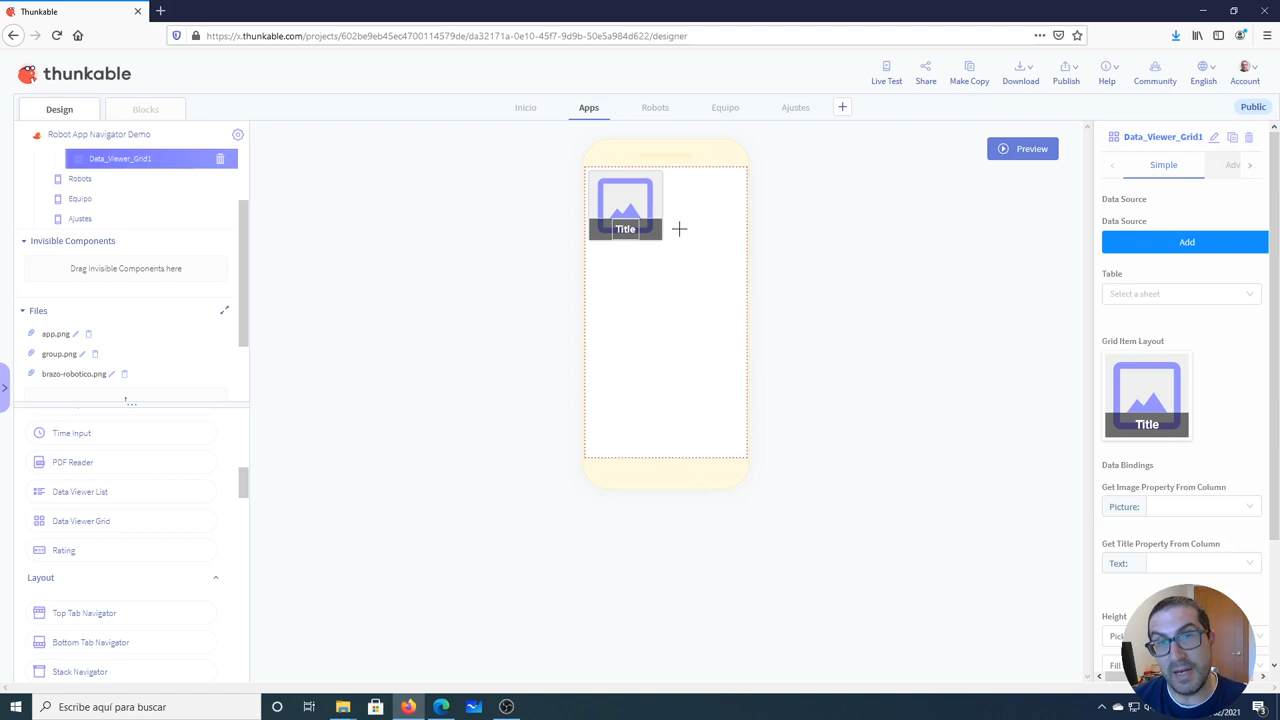 Thunkable
https://x.thunkable.com/projects/602be9eb45ec4700114579de/da32171a-0e10-45f7-9d9b-50e5a984d622/designer
thunkable
Live Test
Share
Make Copy
Download
Publish
Help
Community
English
Account
Design
Blocks
Inicio
Apps
Robots
Equipo
Ajustes
Public
Robot App Navigator Demo
Data_Viewer_Grid1
Robots
Equipo
Ajustes
Invisible Components
Drag Invisible Components here
Files
app.png
group.png
brazo-robotico.png
Time Input
PDF Reader
Data Viewer List
Data Viewer Grid
Rating
Layout
Top Tab Navigator
Bottom Tab Navigator
Stack Navigator
Title
Preview
Data_Viewer_Grid1
Simple
Adv
Data Source
Data Source
Add
Table
Select a sheet
Grid Item Layout
Title
Data Bindings
Get Image Property From Column
Picture:
Get Title Property From Column
Text:
Height
Escribe aquí para buscar